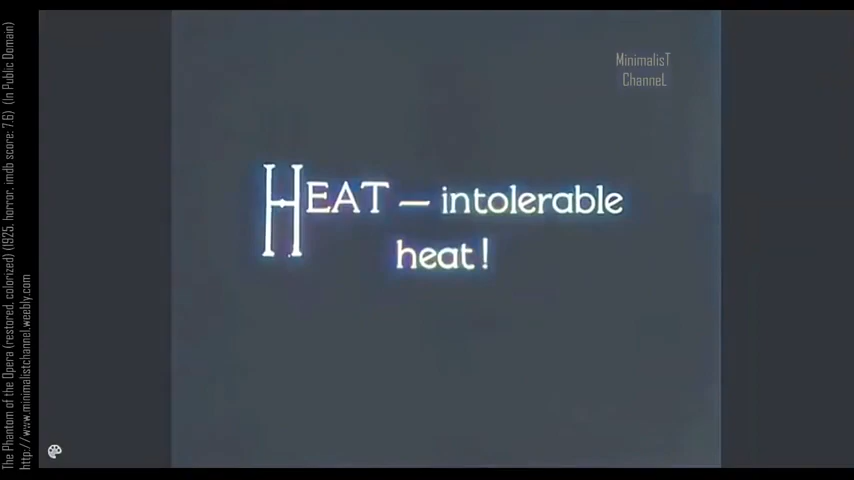 The Phantom of the Opera (restored, colorized) (1925, horror, imdb score: 7.6) (In Public Domain)
http://www.minimalistchannel.weebly.com
MinimalisT
ChanneL
HEAT — intolerable
heat!